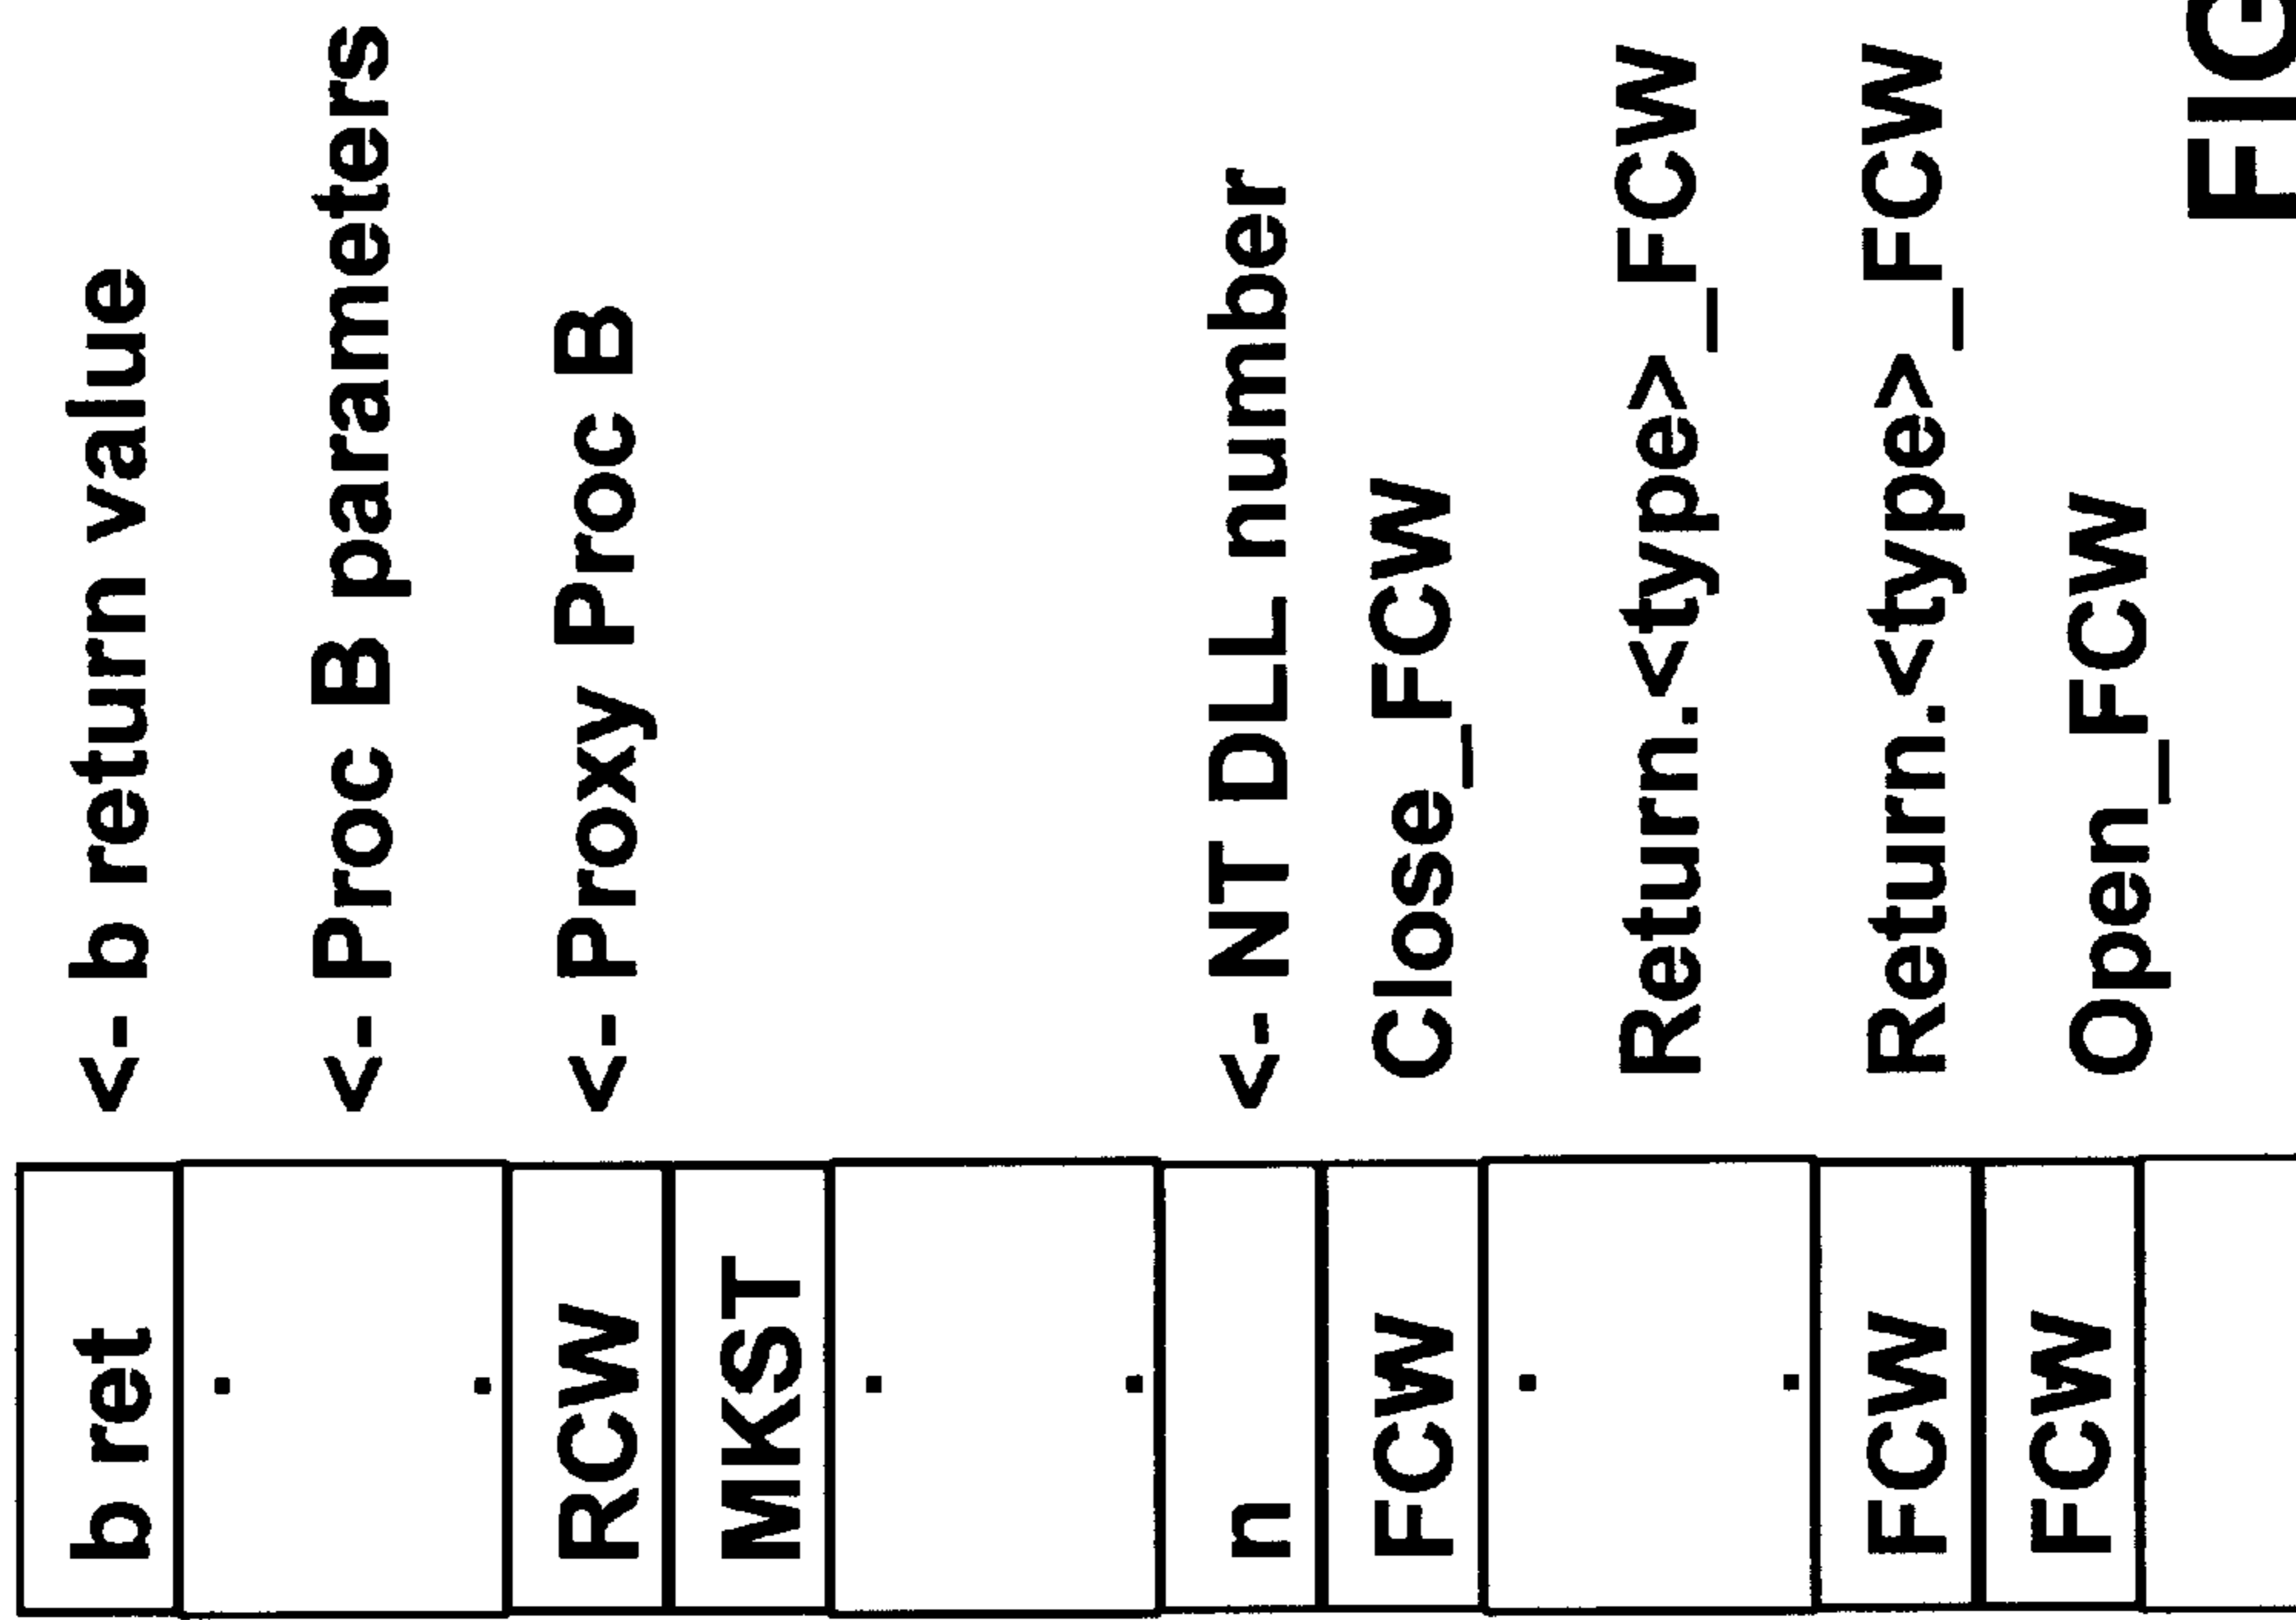 b ret <- b return value
.
<- Proc B parameters
.
RCW <- Proxy Proc B
MKST
.
.
n <- NT DLL number
FCW Close_FCW
.
Return.<type>_FCW
.
FCW Return.<type>_FCW
FCW Open_FCW
FIG